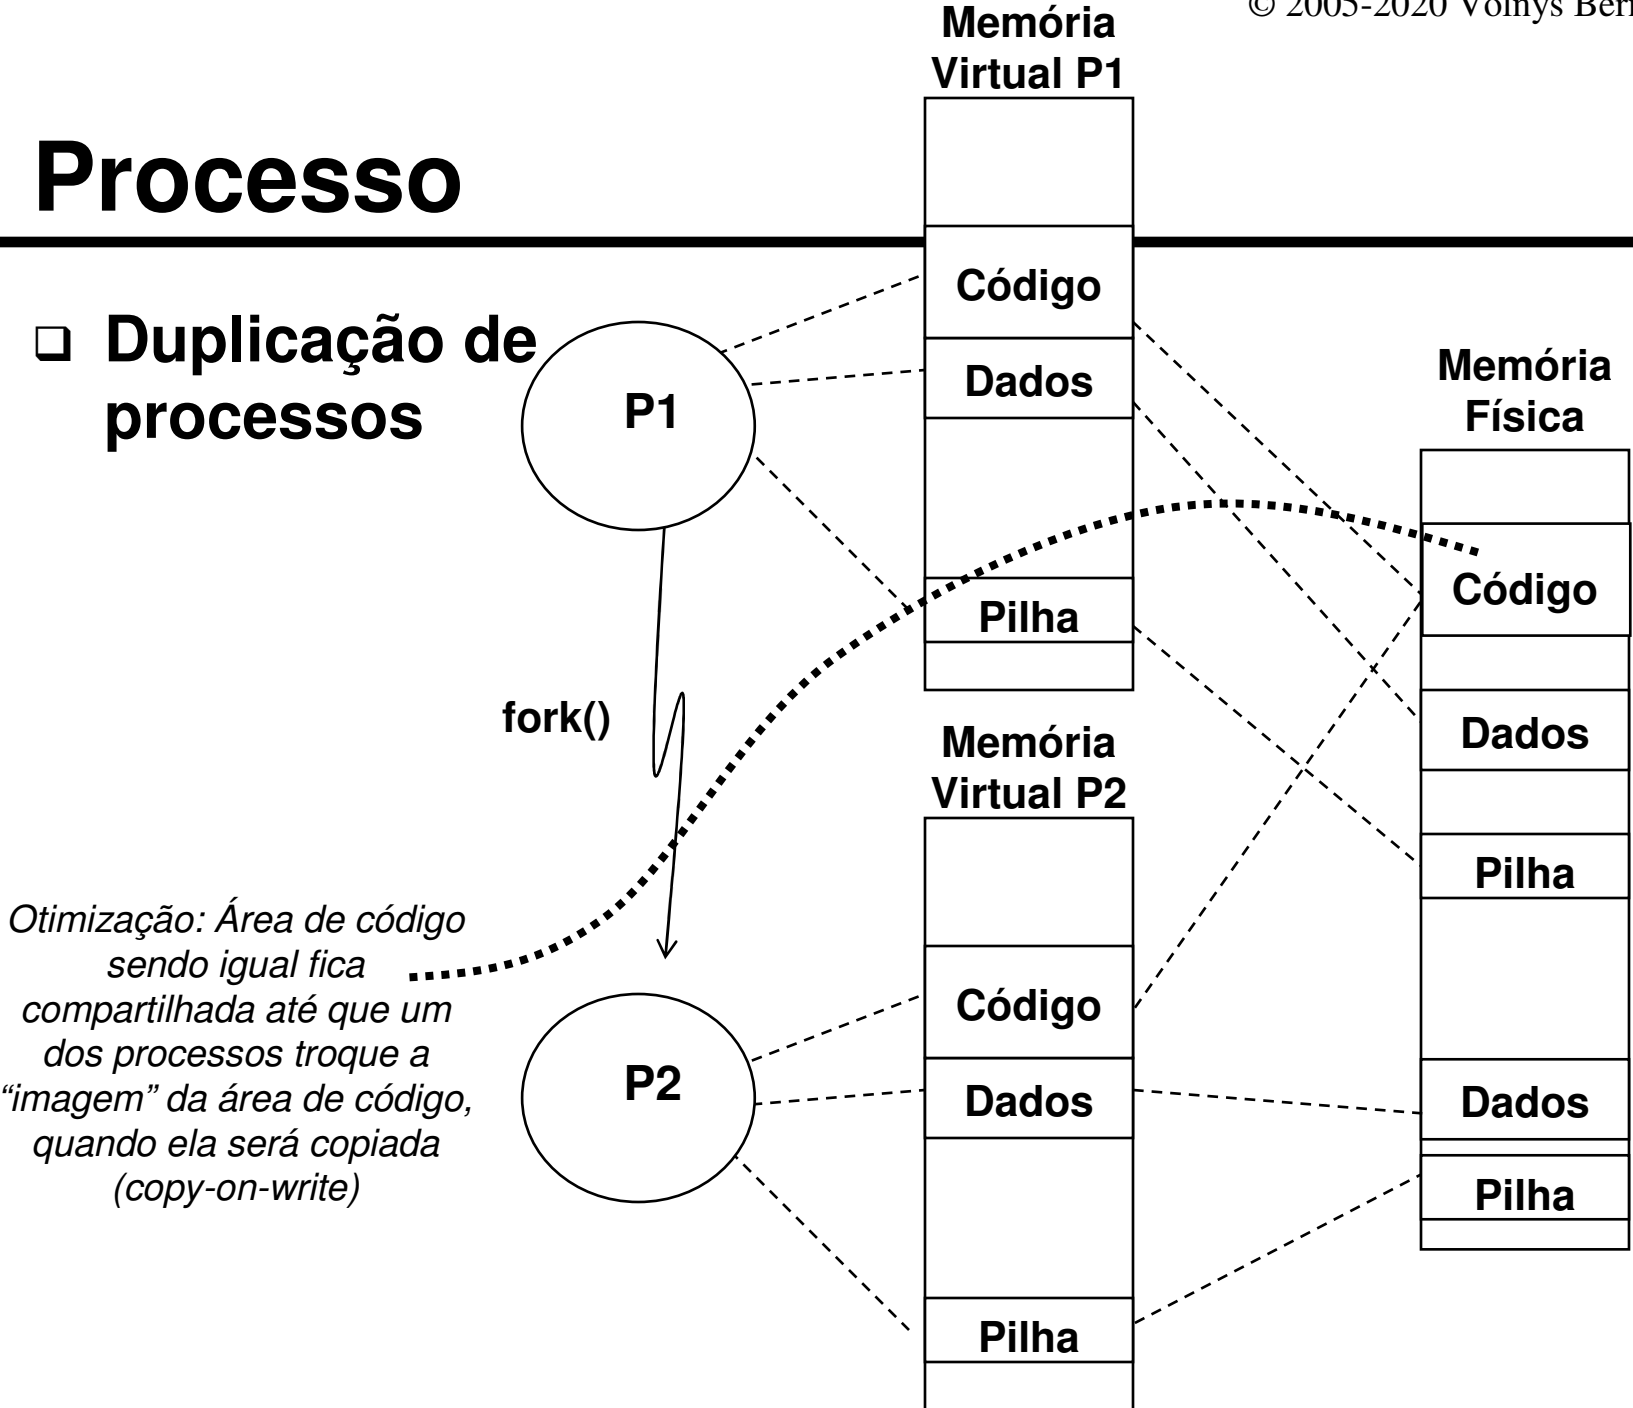 © 2005-2020 Volnys
Memória
Virtual P1
Processo
Código
❑ Duplicação de
processos
Dados
P1
Memória
Física
Pilha
Código
fork()
Dados
Memória
Virtual P2
Pilha
Otimização: Área de código
sendo igual fica
compartilhada até que um
dos processos troque a
“imagem” da área de código,
quando ela será copiada
(copy-on-write)
Código
P2
Dados
Dados
Pilha
Pilha